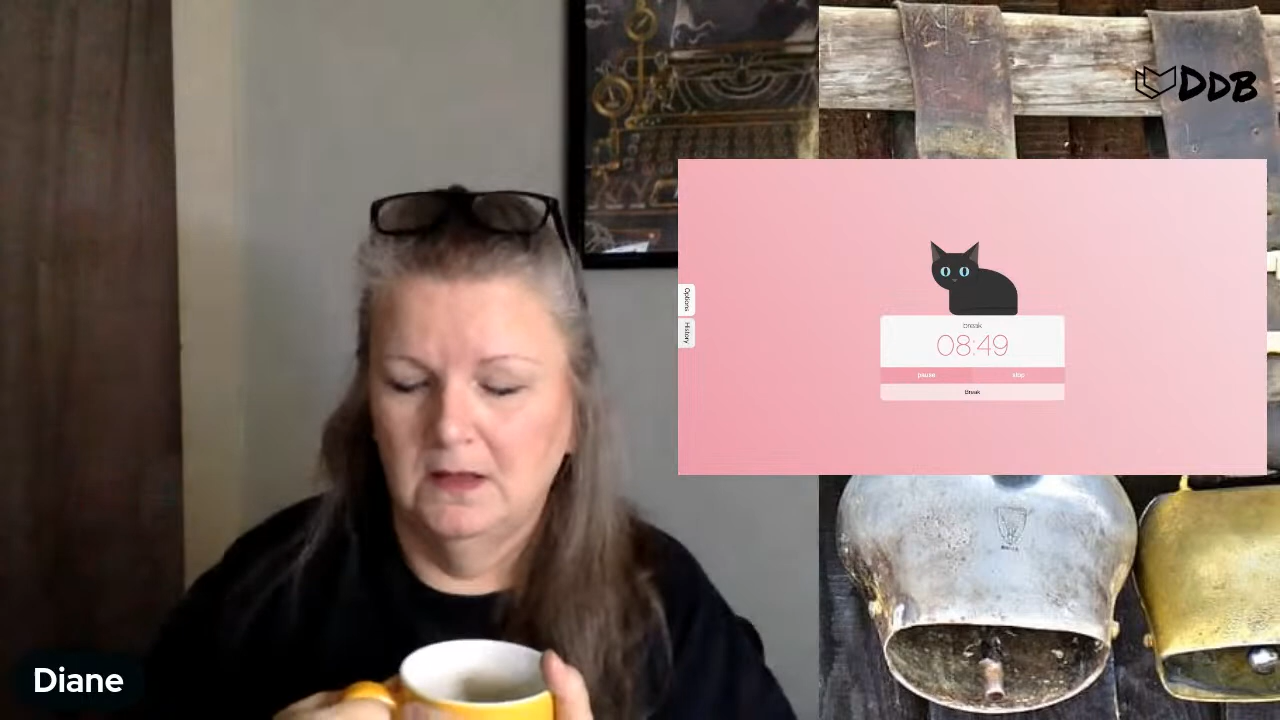 DDB
Options
History
break
08:49
pause
stop
Break
Diane